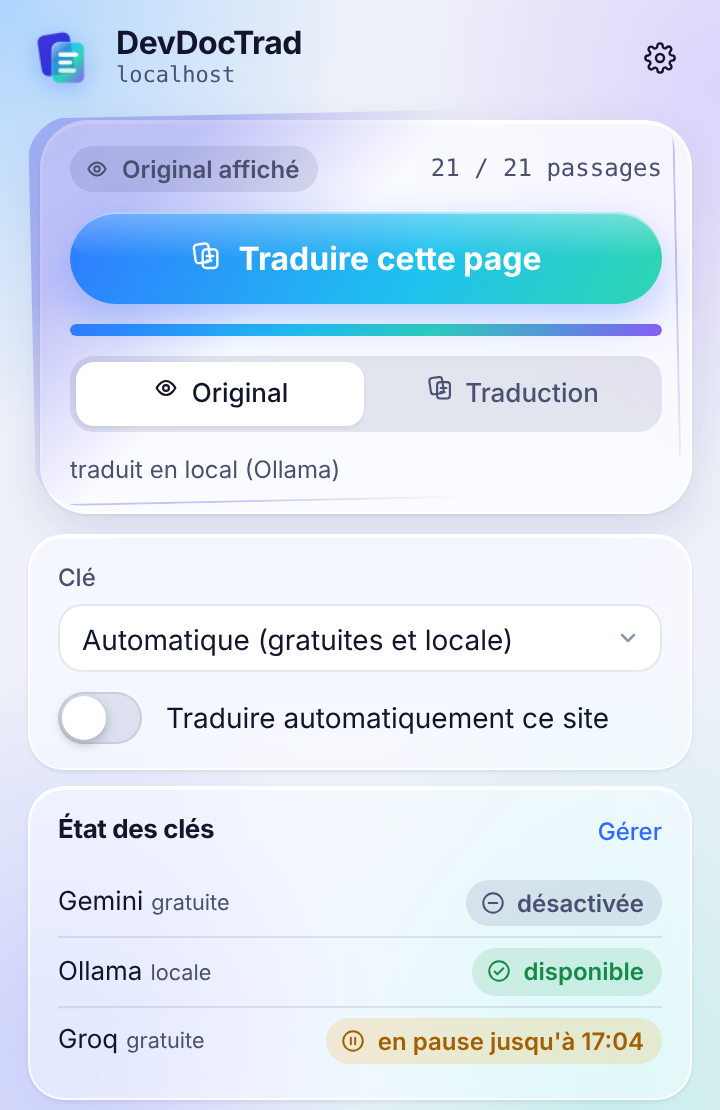 DevDocTrad
localhost
Original affiché
21 / 21 passages
Traduire cette page
Original
Traduction
traduit en local (Ollama)
Clé
Automatique (gratuites et locale)
Traduire automatiquement ce site
État des clés
Gérer
Gemini gratuite
désactivée
Ollama locale
disponible
Groq gratuite
en pause jusqu'à 17:04